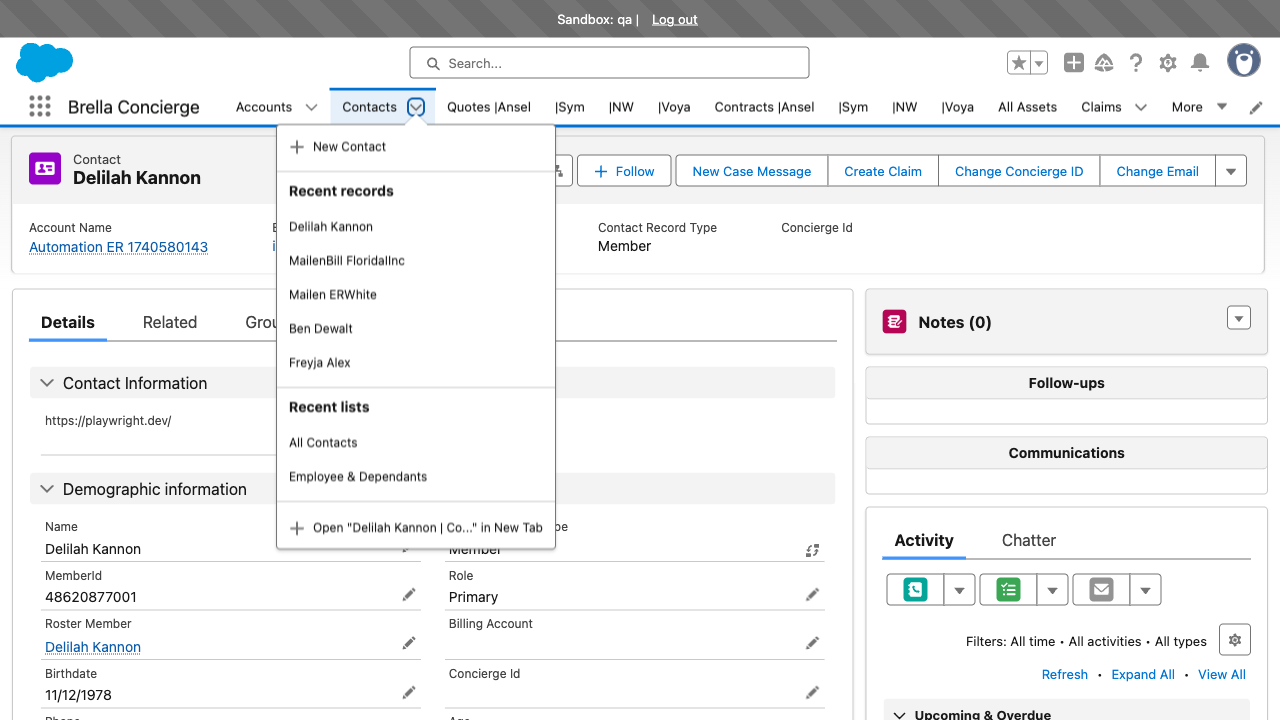 Sandbox: qa | Log out
Search...
Brella Concierge
Accounts
Contacts
Quotes |Ansel
|Sym
|NW
|Voya
Contracts |Ansel
|Sym
|NW
|Voya
All Assets
Claims
More
New Contact
Recent records
Delilah Kannon
MailenBill FloridaInc
Mailen ERWhite
Ben Dewalt
Freyja Alex
Recent lists
All Contacts
Employee & Dependants
Open "Delilah Kannon | Co..." in New Tab
Contact
Delilah Kannon
Follow
New Case Message
Create Claim
Change Concierge ID
Change Email
Account Name
Automation ER 1740580143
Contact Record Type
Member
Concierge Id
Details
Related
Contact Information
https://playwright.dev/
Demographic information
Name
Delilah Kannon
Member
MemberId
48620877001
Role
Primary
Roster Member
Delilah Kannon
Billing Account
Birthdate
11/12/1978
Concierge Id
Notes (0)
Follow-ups
Communications
Activity
Chatter
Filters: All time • All activities • All types
Refresh • Expand All • View All
Upcoming & Overdue